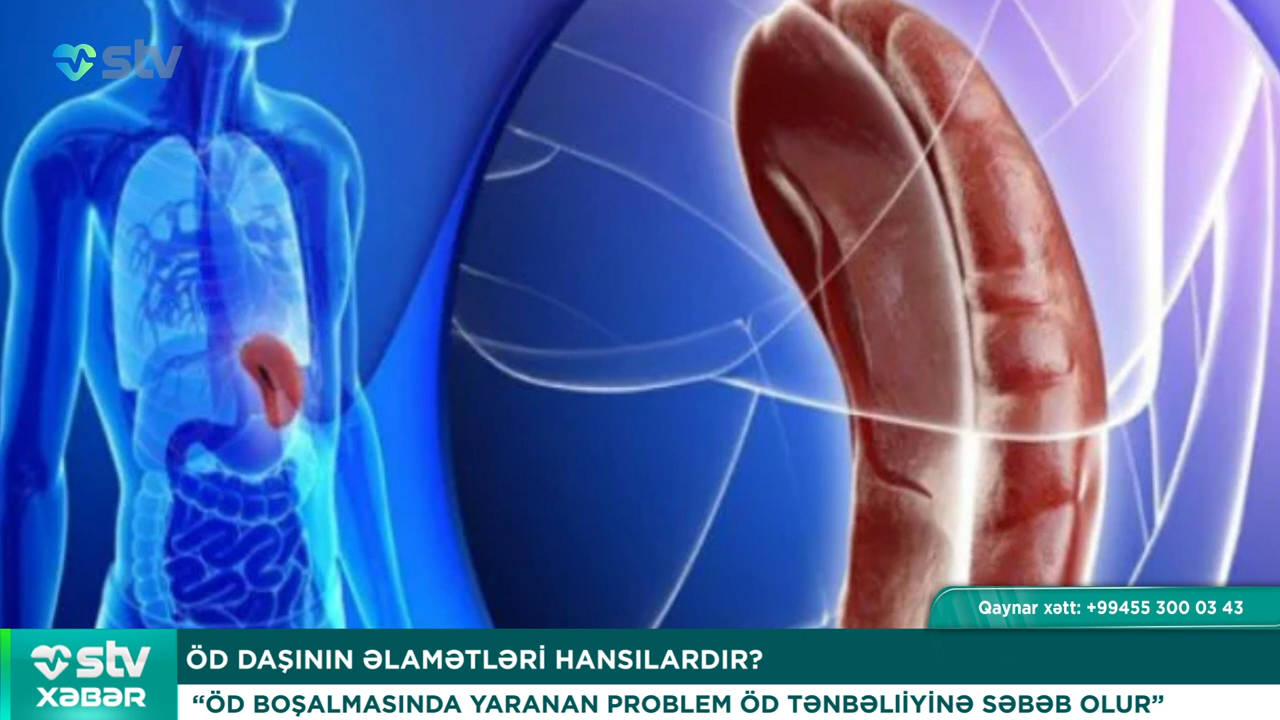 stv
Qaynar xətt: +99455 300 03 43
stv
XƏBƏR
ÖD DAŞININ ƏLAMƏTLƏRİ HANSILARDIR?
“ÖD BOŞALMASINDA YARANAN PROBLEM ÖD TƏNBƏLİİYİNƏ SƏBƏB OLUR”